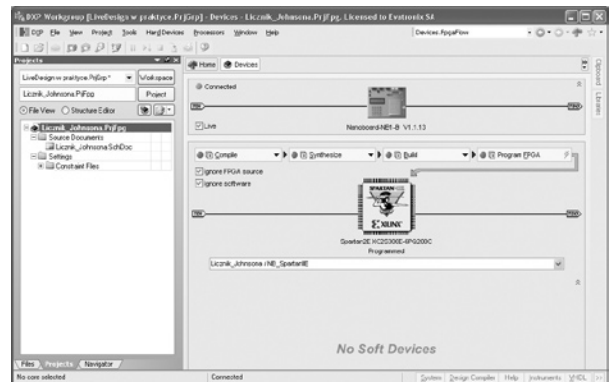 DXP Workgroup [LiveDesign w praktyce.PrjGrp] - Devices - Licznik_Johnsona.PrjFpg. Licensed to Evatronix SA
DXP File View Project Tools Hard Devices Processors Window Help
Devices.FpgaFlow
Projects
Home Devices
LiveDesign w praktyce.PrjGrp Workspace
Licznik_Johnsona.PrjFpg Project
File View Structure Editor
Licznik_Johnsona.PrjFpg
Source Documents
Licznik_Johnsona.SchDoc
Settings
Constraint Files
Connected
Live
Nanoboard-NB1-B V1.1.13
Compile Synthesize Build Program FPGA
Ignore FPGA source
Ignore software
SPARTAN-IIE
XILINX
Spartan2E XC2S300E-6PQ208C
Programmed
Licznik_Johnsona / NB_SpartanIIE
No Soft Devices
Files Projects Navigator
No core selected Connected
System Design Compiler Help Instruments VHDL
Clipboard
Libraries